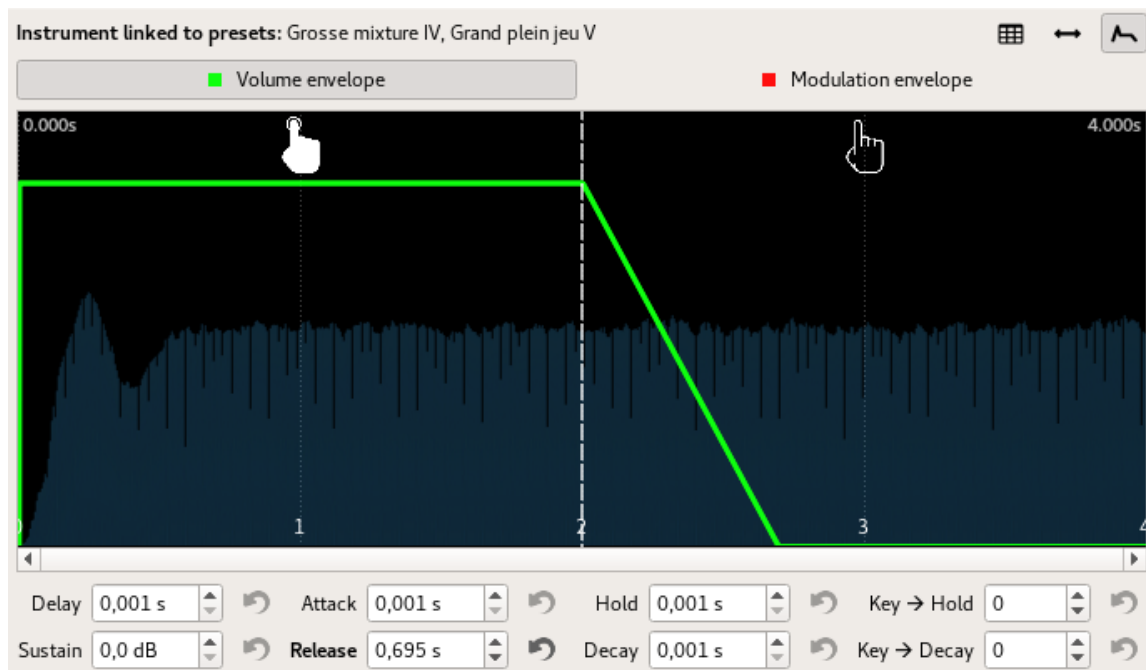 Instrument linked to presets: Grosse mixture IV, Grand plein jeu V
Volume envelope Modulation envelope
0.000s 4.000s
0 1 2 3 4
Delay 0,001 s Attack 0,001 s Hold 0,001 s Key → Hold 0
Sustain 0,0 dB Release 0,695 s Decay 0,001 s Key → Decay 0